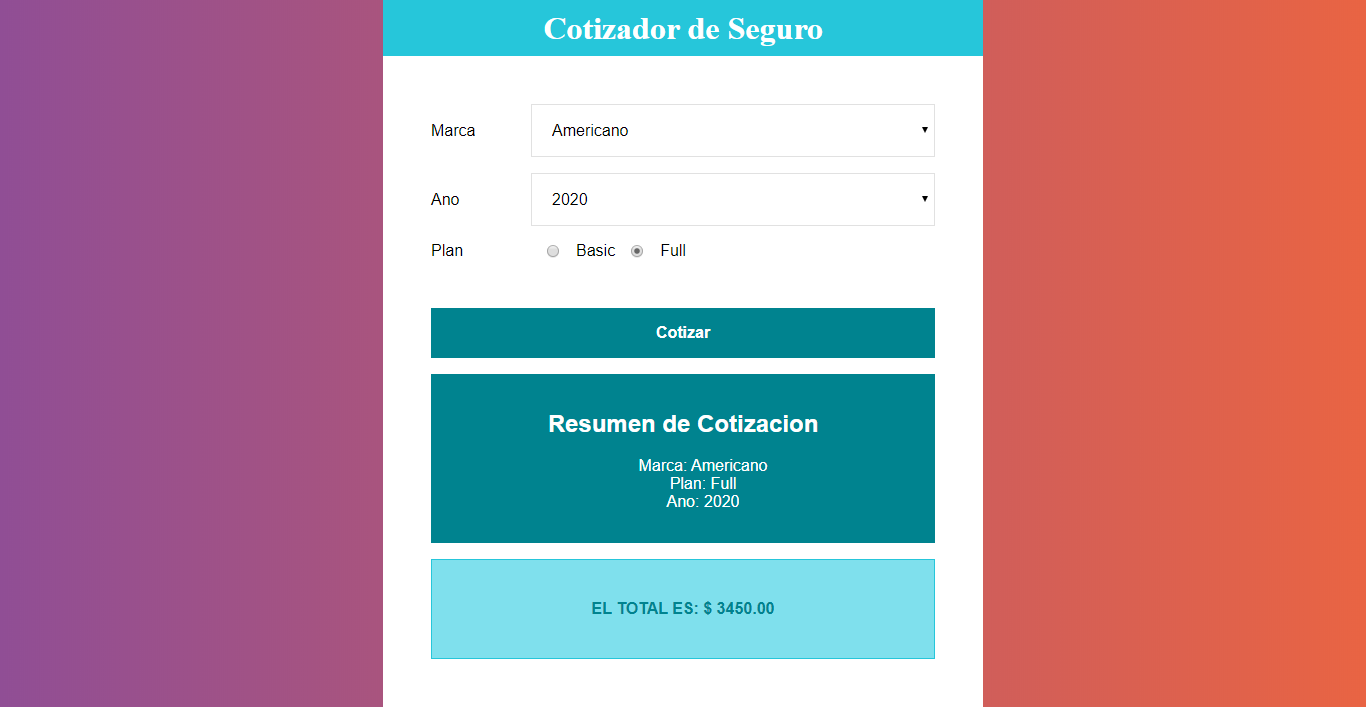 Cotizador de Seguro
Marca Americano
Ano 2020
Plan Basic Full
Cotizar
Resumen de Cotizacion
Marca: Americano
Plan: Full
Ano: 2020
EL TOTAL ES: $ 3450.00